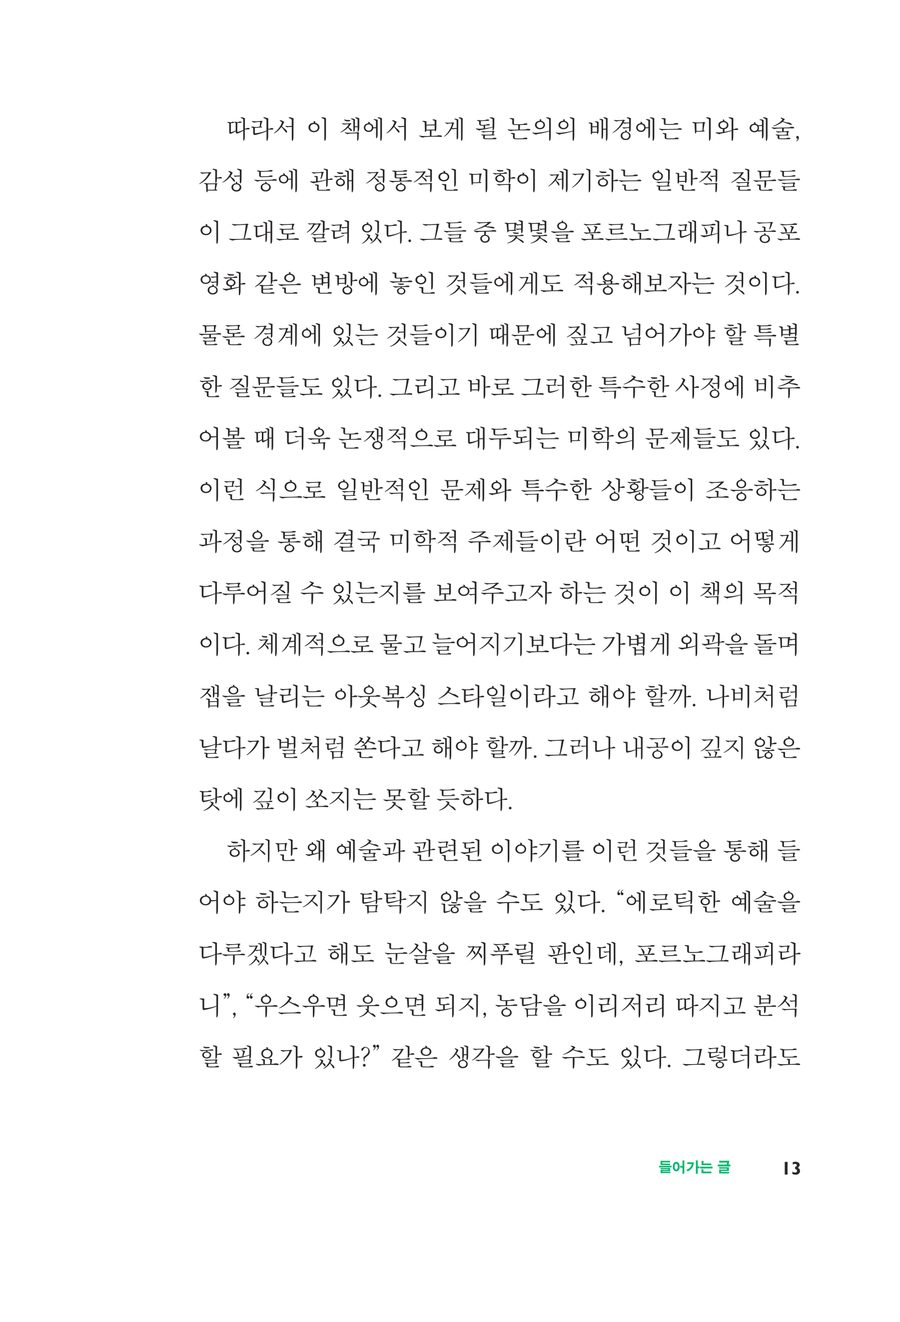 따라서 이 책에서 보게 될 논의의 배경에는 미와 예술,
감성 등에 관해 정통적인 미학이 제기하는 일반적 질문들
이 그대로 깔려 있다. 그들 중 몇몇을 포르노그래피나 공포
영화 같은 변방에 놓인 것들에게도 적용해보자는 것이다.
물론 경계에 있는 것들이기 때문에 짚고 넘어가야 할 특별
한 질문들도 있다. 그리고 바로 그러한 특수한 사정에 비추
어볼 때 더욱 논쟁적으로 대두되는 미학의 문제들도 있다.
이런 식으로 일반적인 문제와 특수한 상황들이 조응하는
과정을 통해 결국 미학적 주제들이란 어떤 것이고 어떻게
다루어질 수 있는지를 보여주고자 하는 것이 이 책의 목적
이다. 체계적으로 물고 늘어지기보다는 가볍게 외곽을 돌며
잽을 날리는 아웃복싱 스타일이라고 해야 할까. 나비처럼
날다가 벌처럼 쏜다고 해야 할까. 그러나 내공이 깊지 않은
탓에 깊이 쏘지는 못할 듯하다.
하지만 왜 예술과 관련된 이야기를 이런 것들을 통해 들
어야 하는지가 탐탁지 않을 수도 있다. “에로틱한 예술을
다루겠다고 해도 눈살을 찌푸릴 판인데, 포르노그래피라
니”, “우스우면 웃으면 되지, 농담을 이리저리 따지고 분석
할 필요가 있나?” 같은 생각을 할 수도 있다. 그렇더라도
들어가는 글 13